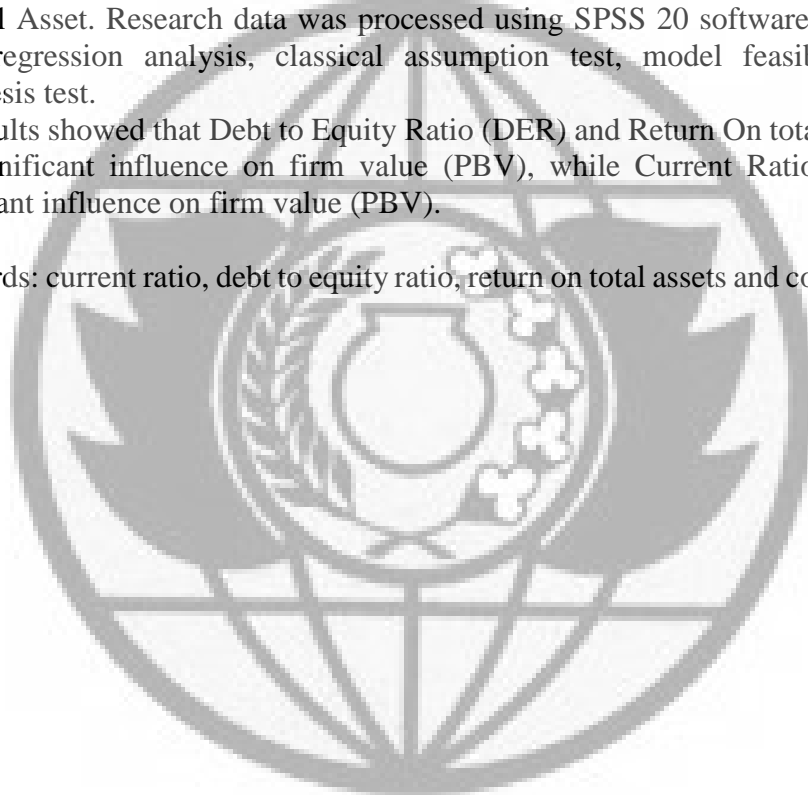 l Asset. Research data was processed using SPSS 20 software
regression analysis, classical assumption test, model feasib
esis test.
ults showed that Debt to Equity Ratio (DER) and Return On tota
nificant influence on firm value (PBV), while Current Ratio
ant influence on firm value (PBV).
rds: current ratio, debt to equity ratio, return on total assets and co